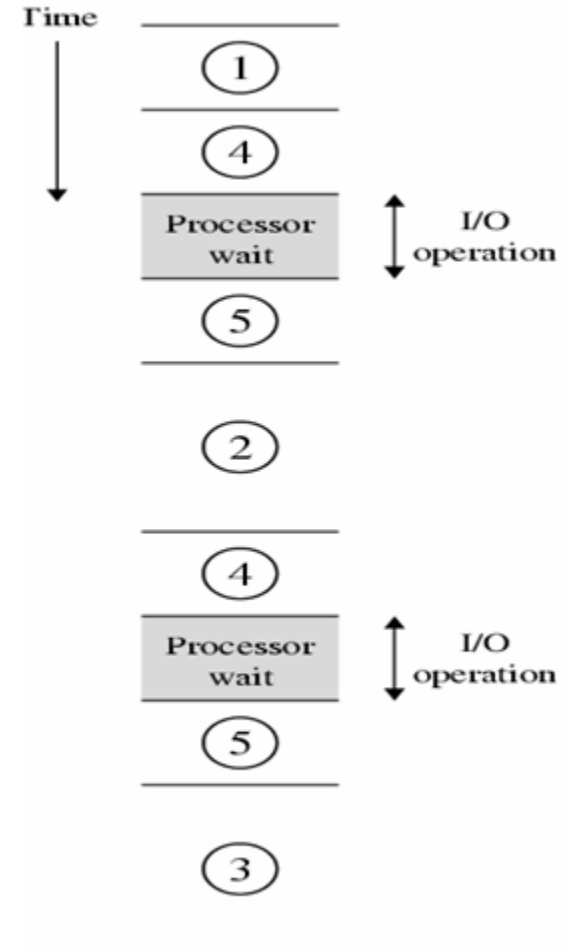 Time
1
4
Processor
wait
I/O
operation
5
2
4
Processor
wait
I/O
operation
5
3